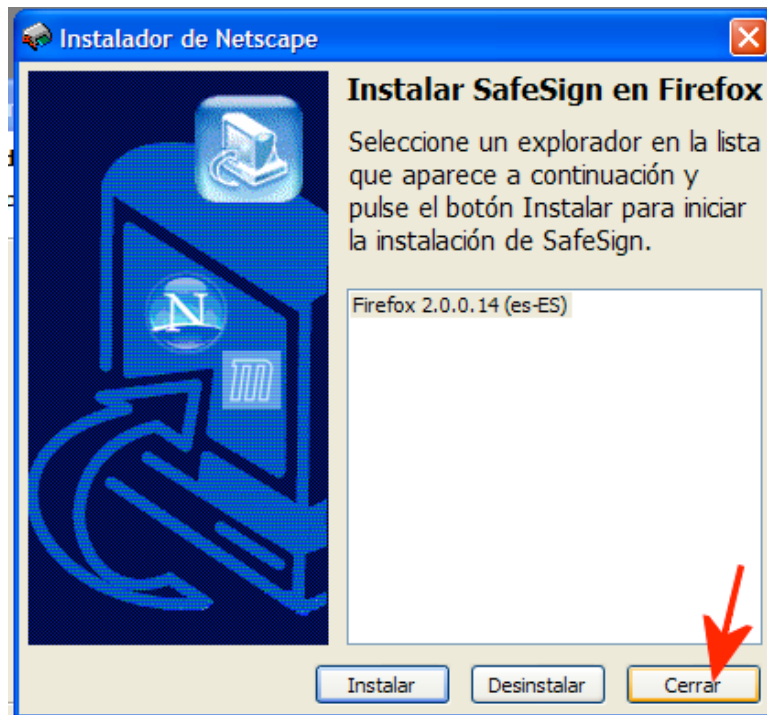 Instalador de Netscape
Instalar SafeSign en Firefox
Seleccione un explorador en la lista
que aparece a continuación y
pulse el botón Instalar para iniciar
la instalación de SafeSign.
N
m
Firefox 2.0.0.14 (es-ES)
Instalar
Desinstalar
Cerrar